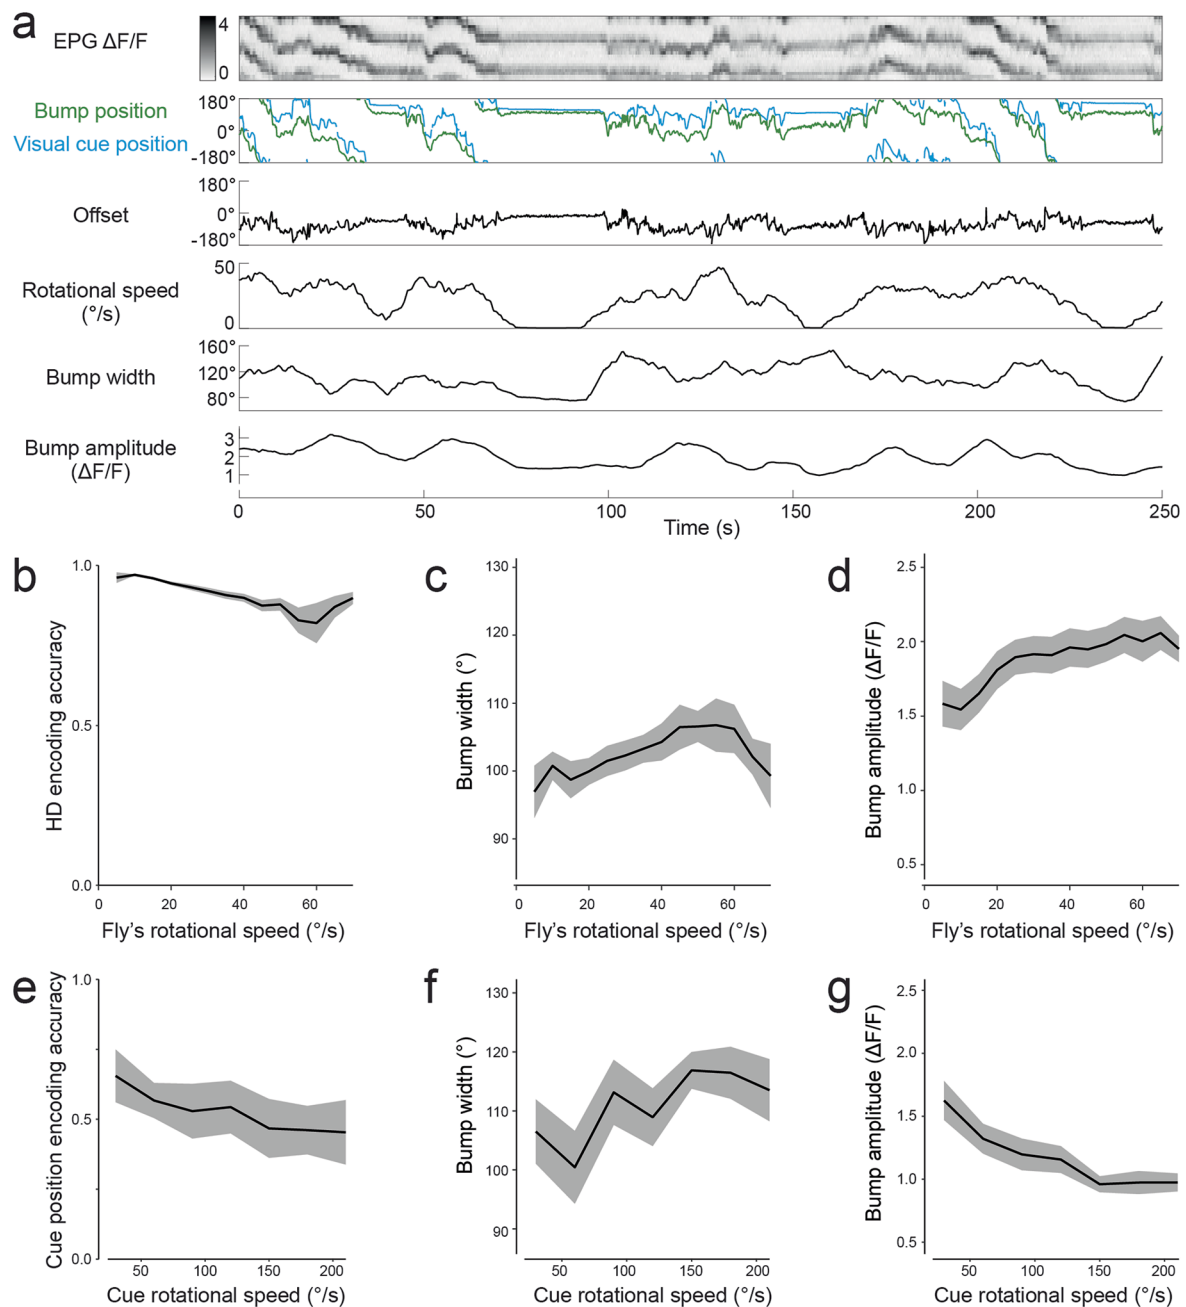 a
EPG ΔF/F
4
0
Bump position
Visual cue position
180°
0°
-180°
Offset
180°
0°
-180°
Rotational speed
(°/s)
50
0
Bump width
160°
120°
80°
Bump amplitude
(ΔF/F)
3
2
1
0 50 100 150 200 250
Time (s)
b
HD encoding accuracy
1.0
0.5
0.0
0 20 40 60
Fly's rotational speed (°/s)
c
Bump width (°)
130
120
110
100
90
0 20 40 60
Fly's rotational speed (°/s)
d
Bump amplitude (ΔF/F)
2.5
2.0
1.5
1.0
0.5
0 20 40 60
Fly's rotational speed (°/s)
e
Cue position encoding accuracy
1.0
0.5
0.0
50 100 150 200
Cue rotational speed (°/s)
f
Bump width (°)
130
120
110
100
90
50 100 150 200
Cue rotational speed (°/s)
g
Bump amplitude (ΔF/F)
2.5
2.0
1.5
1.0
0.5
50 100 150 200
Cue rotational speed (°/s)